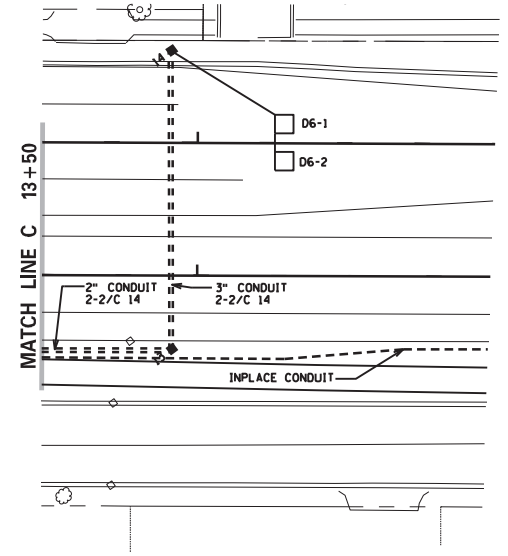 14
D6-1
D6-2
MATCH LINE C 13+50
2" CONDUIT
2-2/C 14
3" CONDUIT
2-2/C 14
INPLACE CONDUIT